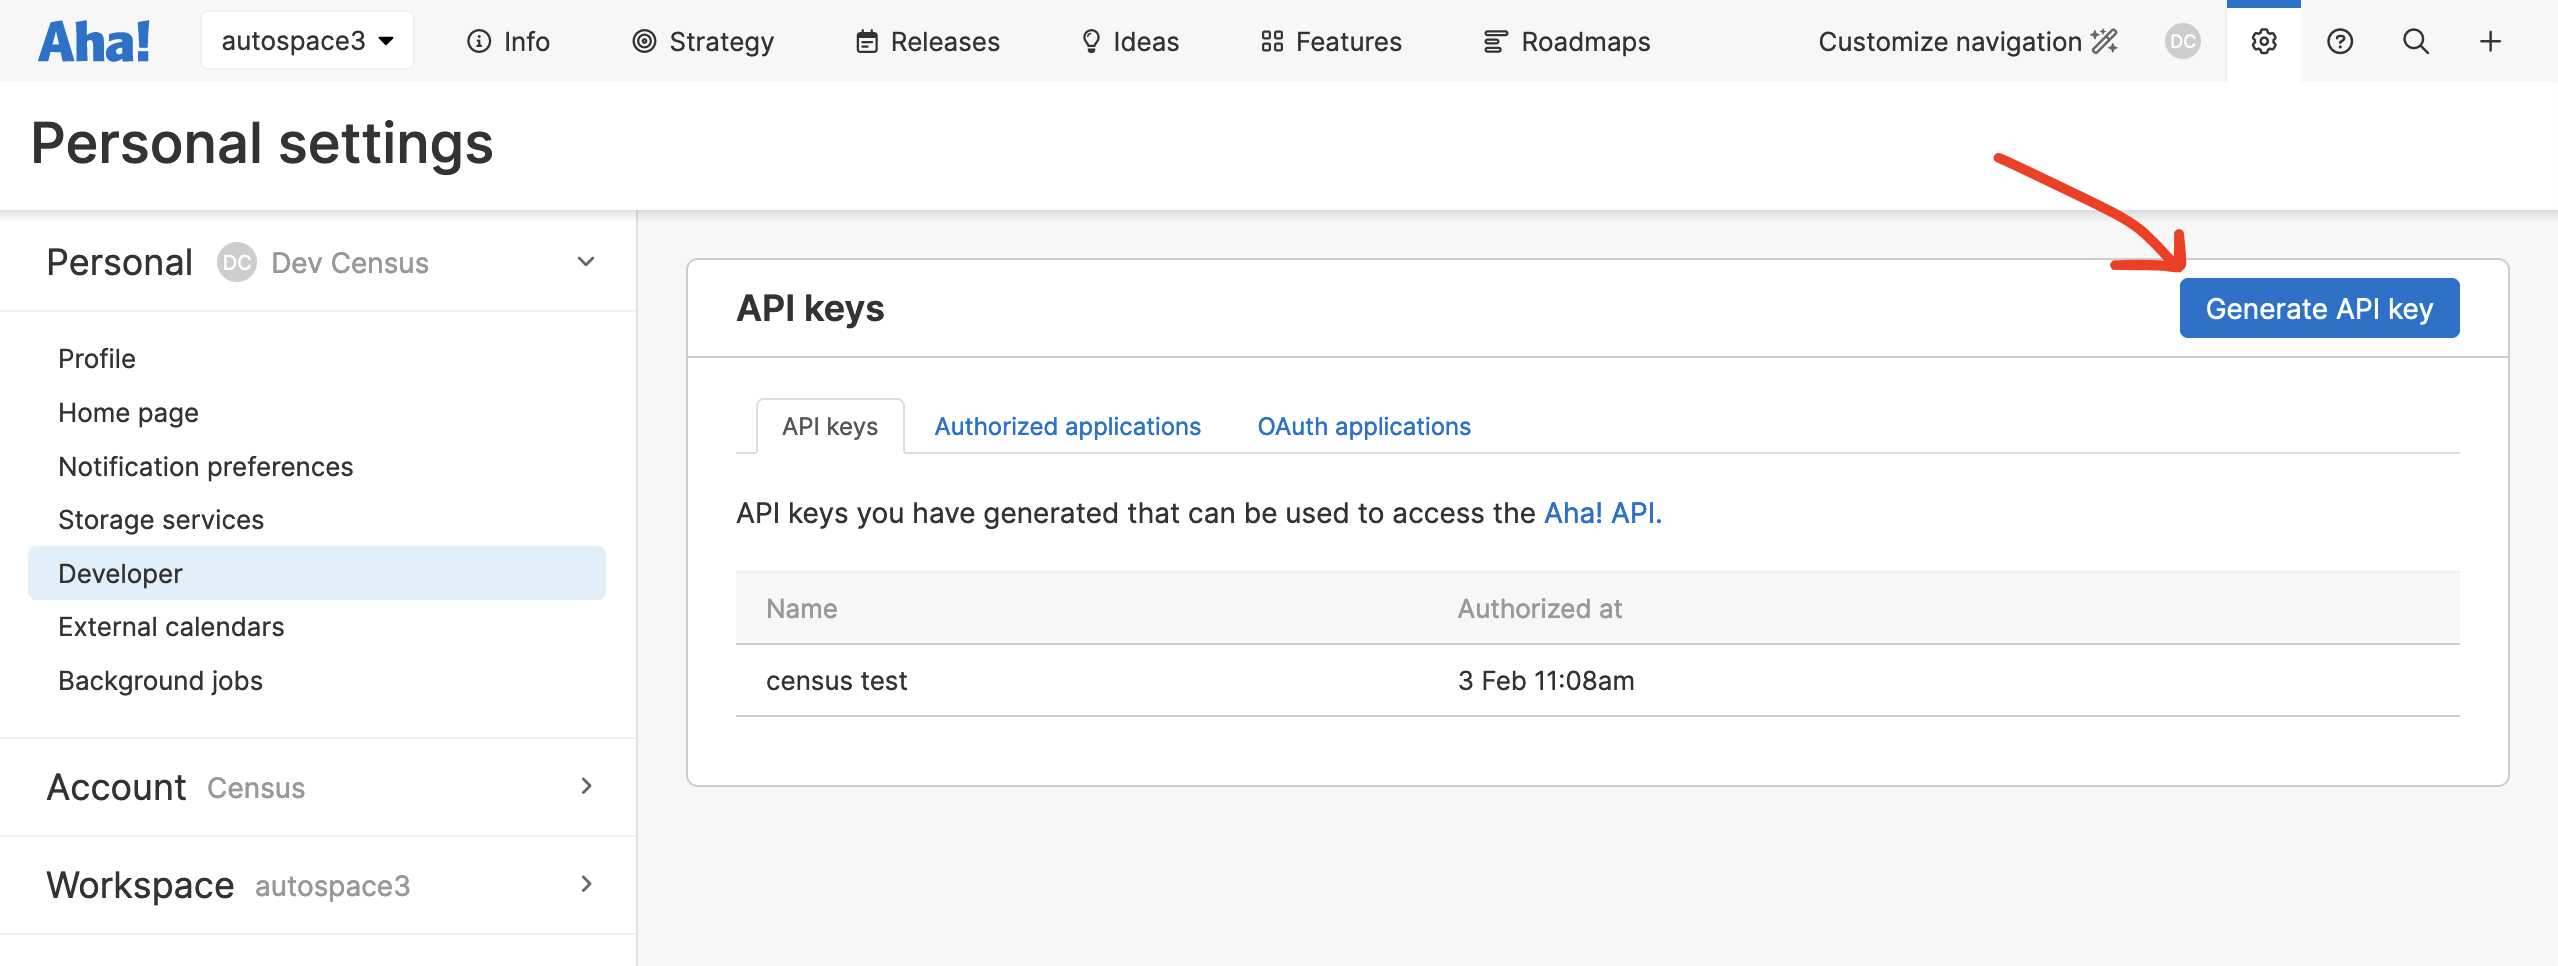 Aha! autospace3 Info Strategy Releases Ideas Features Roadmaps Customize navigation DC
Personal settings
Personal DC Dev Census
Profile
Home page
Notification preferences
Storage services
Developer
External calendars
Background jobs
Account Census
Workspace autospace3
API keys
Generate API key
API keys Authorized applications OAuth applications
API keys you have generated that can be used to access the Aha! API.
Name Authorized at
census test 3 Feb 11:08am